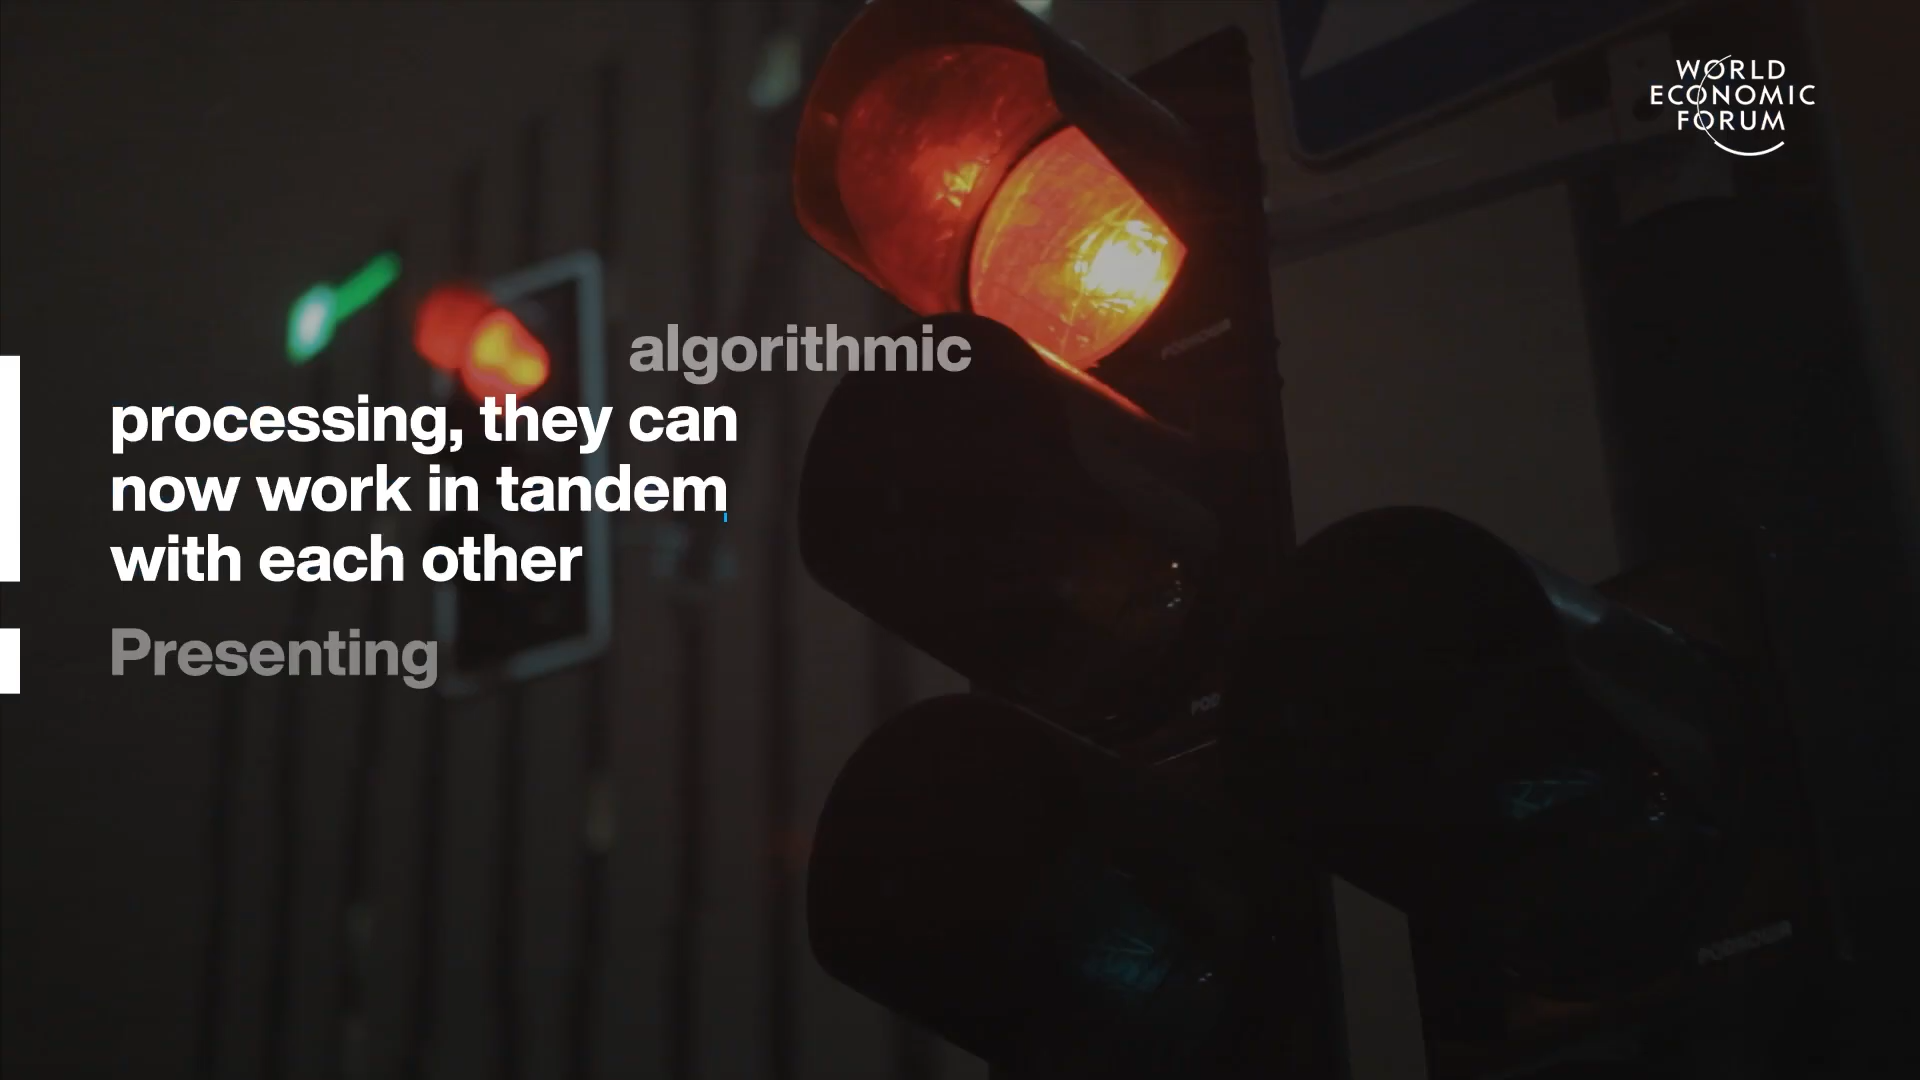 WORLD
ECONOMIC
FORUM
algorithmic
processing, they can
now work in tandem
with each other
Presenting